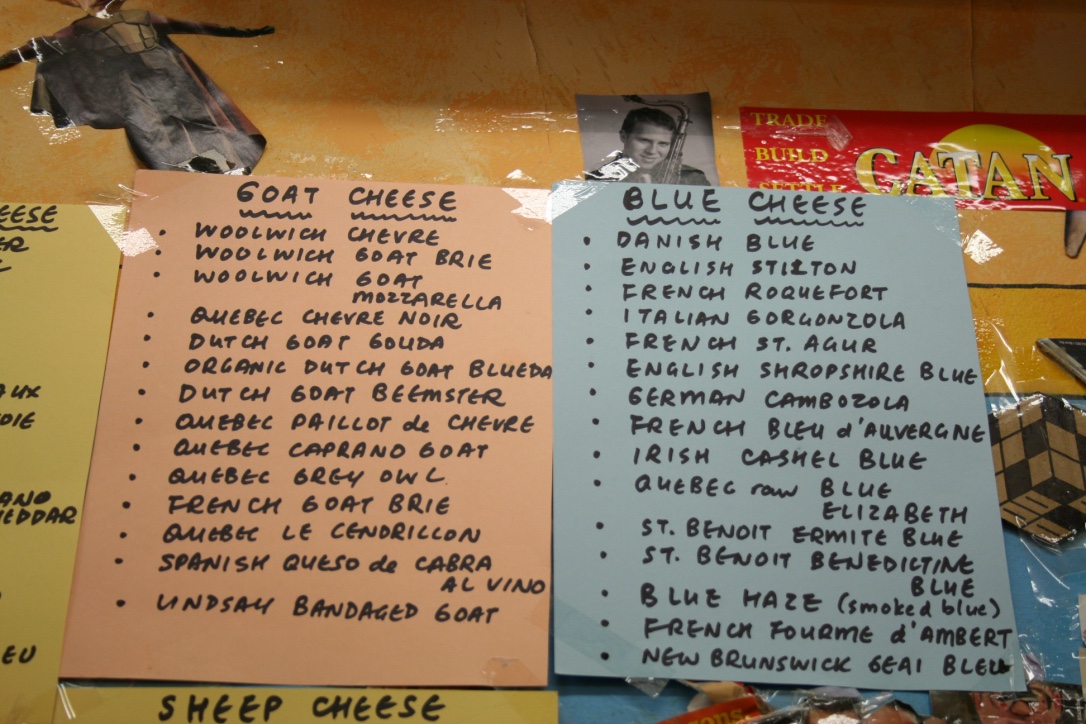 TRADE
BUILD
SETTLE
CATAN
EESE
ER
AUX
OIE
ANO
HEDDAR
EU
GOAT CHEESE
• WOOLWICH CHEVRE
• WOOLWICH GOAT BRIE
• WOOLWICH GOAT
MOZZARELLA
• QUEBEC CHEVRE NOIR
• DUTCH GOAT GOUDA
• ORGANIC DUTCH GOAT BLUEDA
• DUTCH GOAT BEEMSTER
• QUEBEC PAILLOT de CHEVRE
• QUEBEC CAPRANO GOAT
• QUEBEC GREY OWL
• FRENCH GOAT BRIE
• QUEBEC LE CENDRILLON
• SPANISH QUESO de CABRA
AL VINO
• LINDSAY BANDAGED GOAT
BLUE CHEESE
• DANISH BLUE
• ENGLISH STILTON
• FRENCH ROQUEFORT
• ITALIAN GORGONZOLA
• FRENCH ST. AGUR
• ENGLISH SHROPSHIRE BLUE
• GERMAN CAMBOZOLA
• FRENCH BLEU d'AUVERGNE
• IRISH CASHEL BLUE
• QUEBEC raw BLUE
ELIZABETH
• ST. BENOIT ERMITE BLUE
• ST. BENOIT BENEDICTINE
BLUE
• BLUE HAZE (smoked blue)
• FRENCH FOURME d'AMBERT
• NEW BRUNSWICK GEAI BLEU
SHEEP CHEESE
ons.